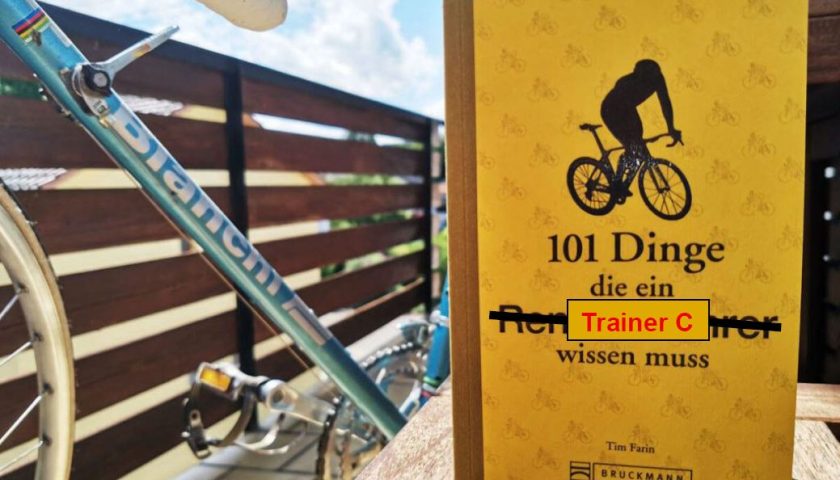 Bianchi
101 Dinge
die ein
Trainer C
wissen muss
Tim Farin
BRUCKMANN